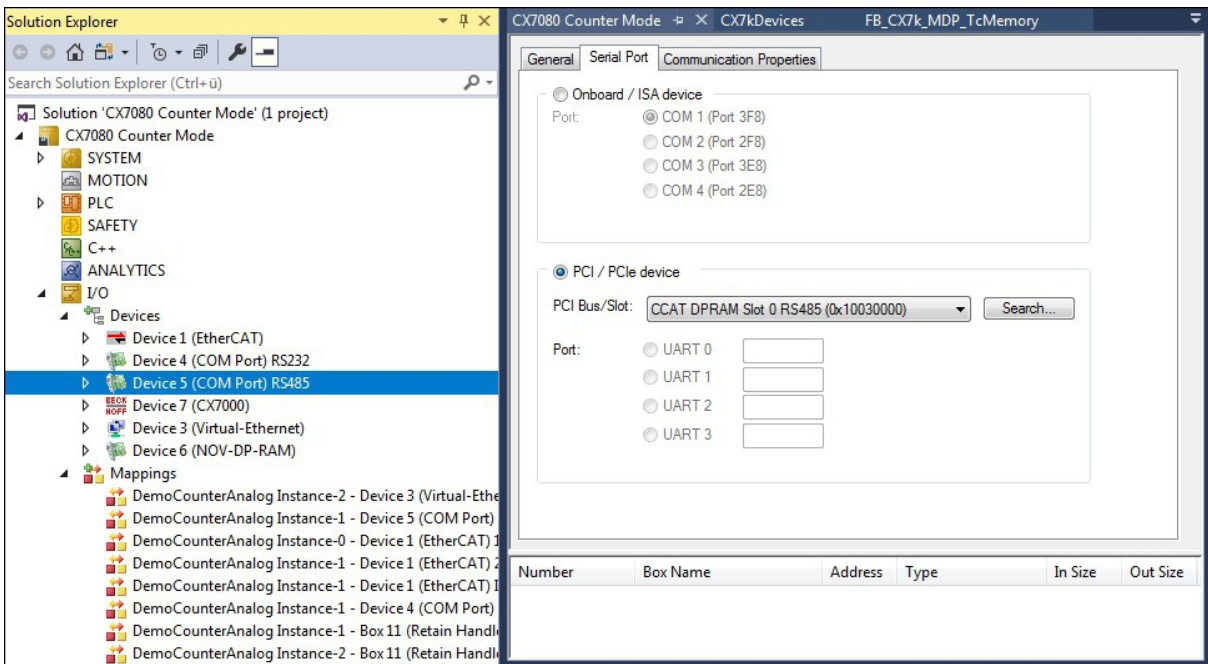 Solution Explorer
Search Solution Explorer (Ctrl+ü)
Solution 'CX7080 Counter Mode' (1 project)
CX7080 Counter Mode
SYSTEM
MOTION
PLC
SAFETY
C++
ANALYTICS
I/O
Devices
Device 1 (EtherCAT)
Device 4 (COM Port) RS232
Device 5 (COM Port) RS485
BECKHOFF Device 7 (CX7000)
Device 3 (Virtual-Ethernet)
Device 6 (NOV-DP-RAM)
Mappings
DemoCounterAnalog Instance-2 - Device 3 (Virtual-Ethe
DemoCounterAnalog Instance-1 - Device 5 (COM Port)
DemoCounterAnalog Instance-0 - Device 1 (EtherCAT) 1
DemoCounterAnalog Instance-1 - Device 1 (EtherCAT) 2
DemoCounterAnalog Instance-1 - Device 1 (EtherCAT) I
DemoCounterAnalog Instance-1 - Device 4 (COM Port)
DemoCounterAnalog Instance-1 - Box 11 (Retain Handl
DemoCounterAnalog Instance-2 - Box 11 (Retain Handl
CX7080 Counter Mode CX7kDevices FB_CX7k_MDP_TcMemory
General Serial Port Communication Properties
Onboard / ISA device
Port: COM 1 (Port 3F8)
COM 2 (Port 2F8)
COM 3 (Port 3E8)
COM 4 (Port 2E8)
PCI / PCIe device
PCI Bus/Slot: CCAT DPRAM Slot 0 RS485 (0x10030000) Search...
Port: UART 0
UART 1
UART 2
UART 3
Number Box Name Address Type In Size Out Size